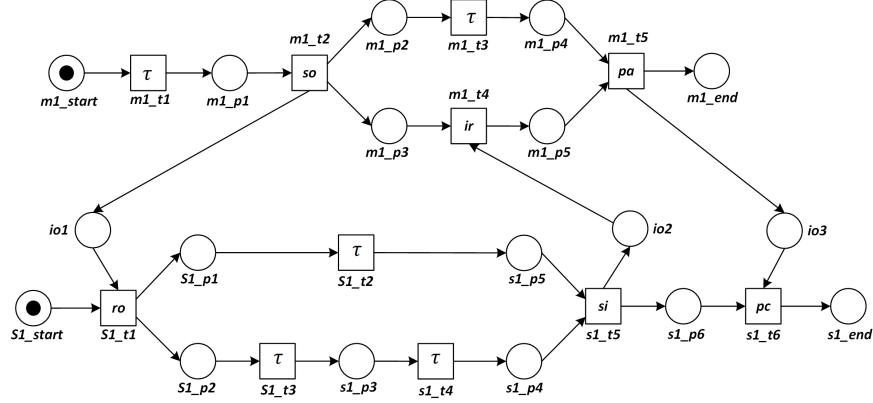 m1_t2
τ
m1_t5
m1_p2
m1_t3
m1_p4
τ
so
pa
m1_start
m1_t1
m1_p1
m1_t4
m1_end
ir
m1_p3
m1_p5
io1
io2
io3
τ
S1_p1
S1_t2
s1_p5
ro
si
pc
S1_start
S1_t1
s1_t5
s1_p6
s1_t6
s1_end
τ
τ
S1_p2
S1_t3
s1_p3
s1_t4
s1_p4